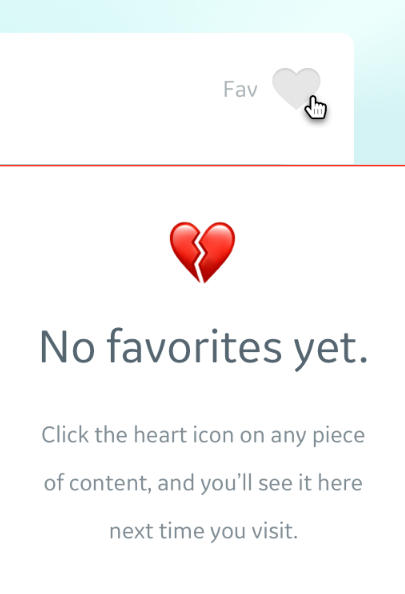 Fav
No favorites yet.
Click the heart icon on any piece
of content, and you’ll see it here
next time you visit.